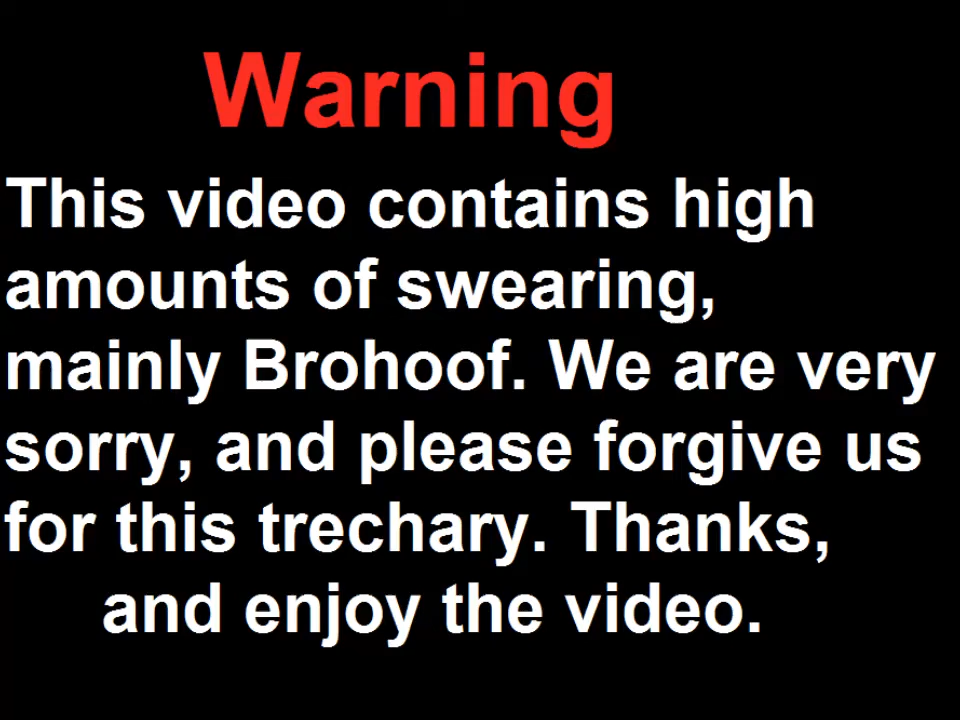 Warning
This video contains high
amounts of swearing,
mainly Brohoof. We are very
sorry, and please forgive us
for this trechary. Thanks,
and enjoy the video.